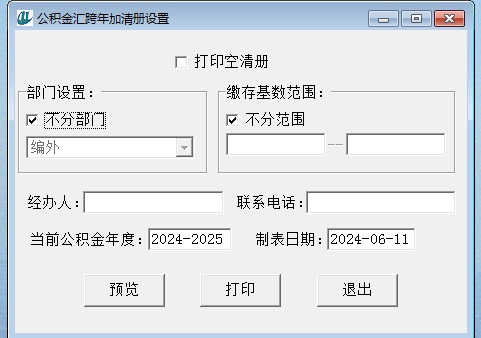 公积金汇跨年加清册设置
打印空清册
部门设置：
缴存基数范围：
不分部门
不分范围
编外
--
经办人：
联系电话：
当前公积金年度：2024-2025
制表日期：2024-06-11
预览
打印
退出